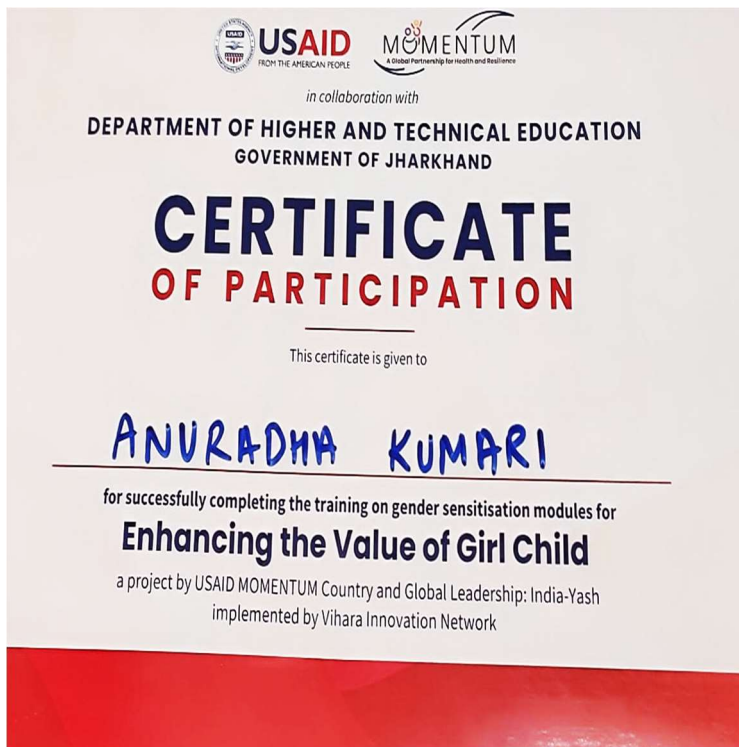 USAID
USAID
FROM THE AMERICAN PEOPLE
MOMENTUM
A Global Partnership for Health and Resilience
in collaboration with
DEPARTMENT OF HIGHER AND TECHNICAL EDUCATION
GOVERNMENT OF JHARKHAND
CERTIFICATE
OF PARTICIPATION
This certificate is given to
ANURADHA KUMARI
for successfully completing the training on gender sensitisation modules for
Enhancing the Value of Girl Child
a project by USAID MOMENTUM Country and Global Leadership: India-Yash
implemented by Vihara Innovation Network